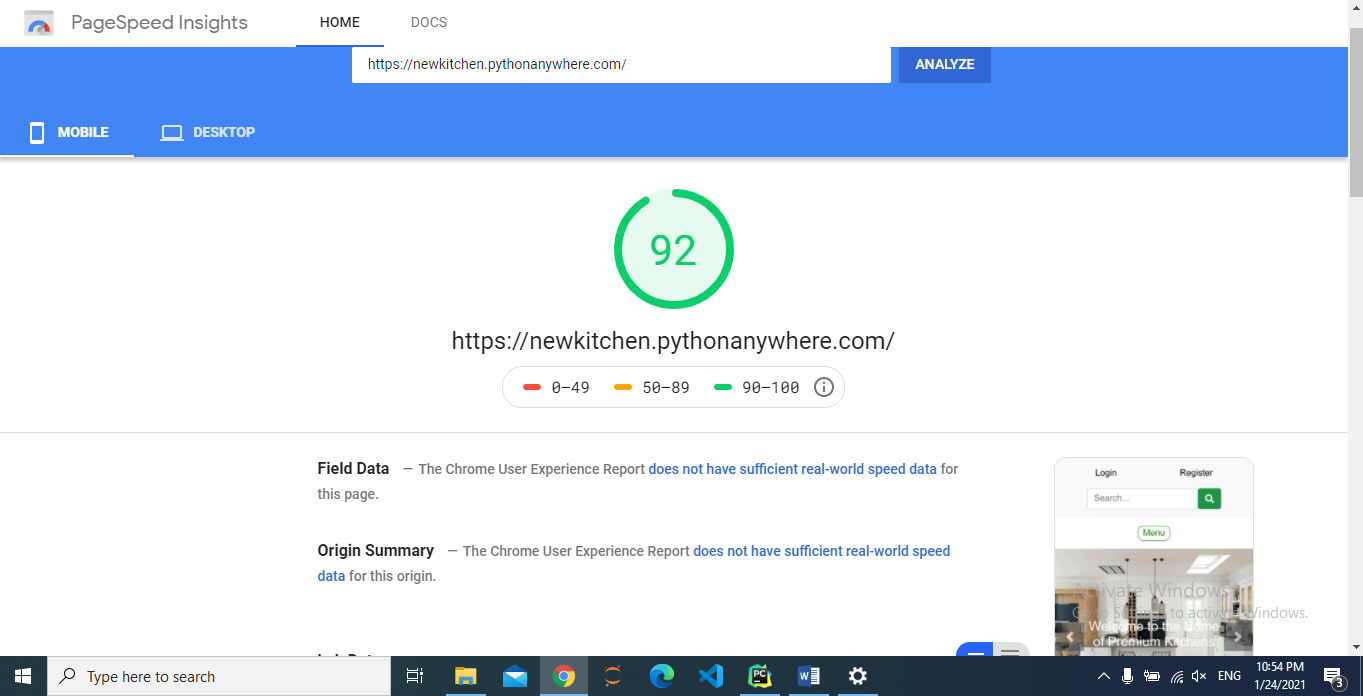 PageSpeed Insights
HOME
DOCS
https://newkitchen.pythonanywhere.com/
ANALYZE
MOBILE
DESKTOP
92
https://newkitchen.pythonanywhere.com/
0–49
50–89
90–100
Field Data — The Chrome User Experience Report does not have sufficient real-world speed data for
this page.
Origin Summary — The Chrome User Experience Report does not have sufficient real-world speed
data for this origin.
Login
Register
Search...
Menu
Welcome to the Home
of Premium Kitchens
Activate Windows
Go to Settings to activate Windows.
Type here to search
PC
W
ENG
10:54 PM
1/24/2021
3